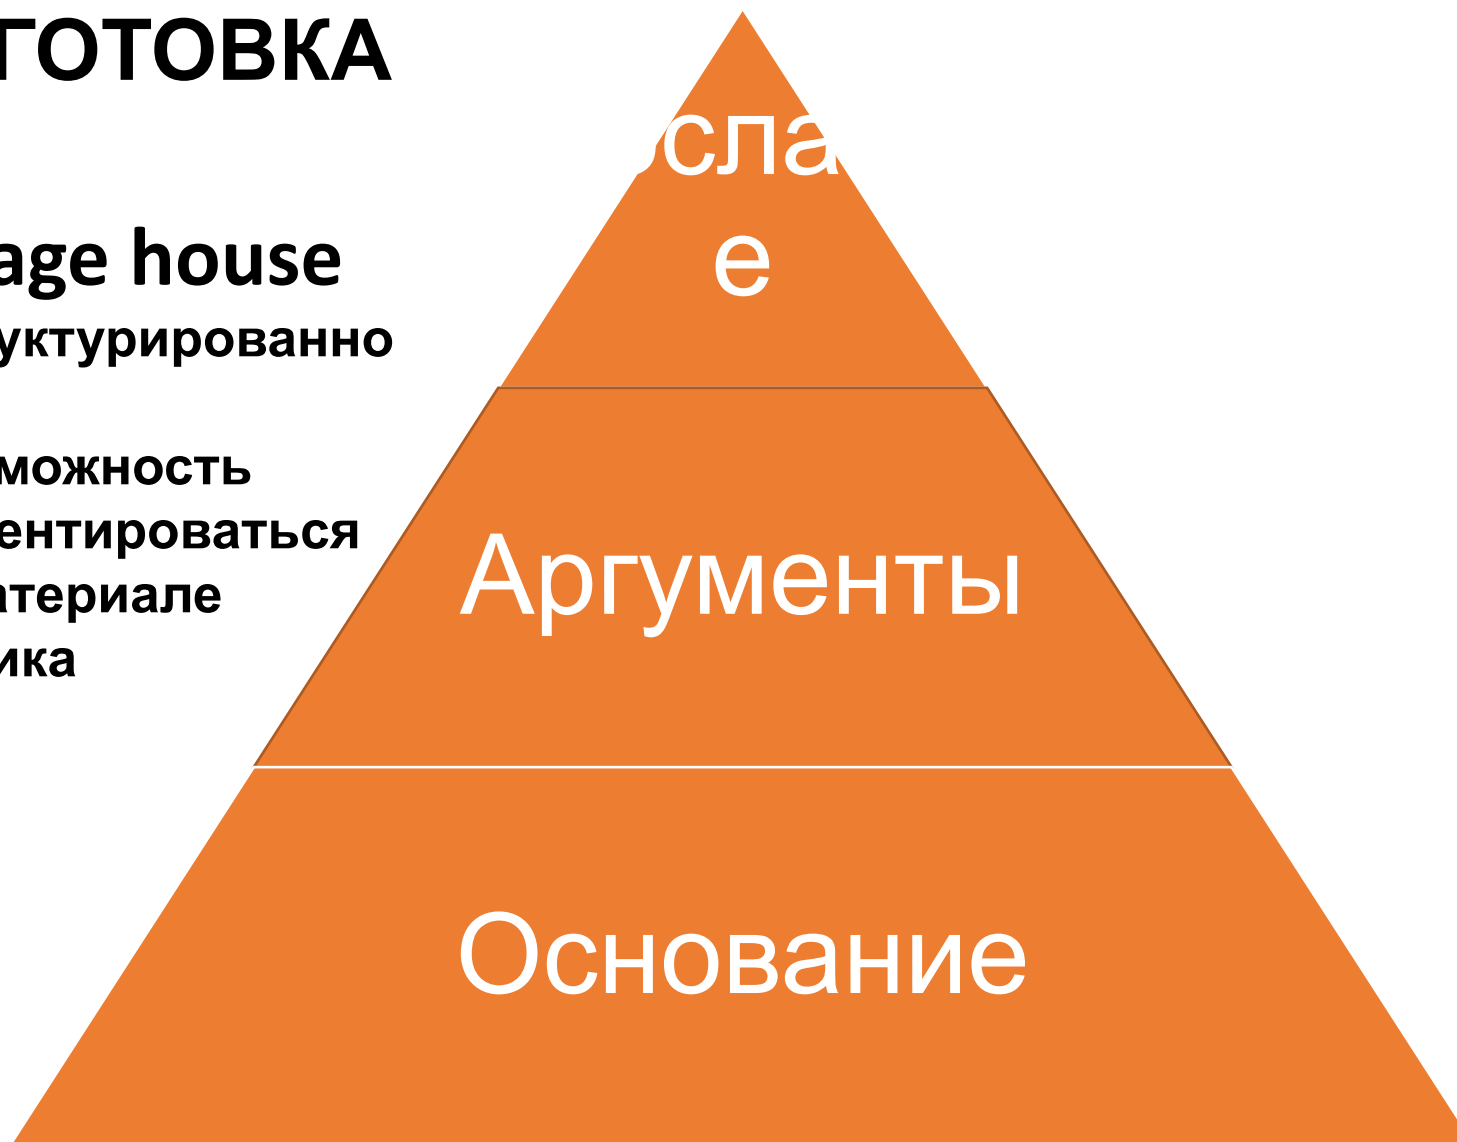 ГОТОВКА
age house
уктурированно
можность
ентироваться
атериале
ика
сла
е
Аргументы
Основание